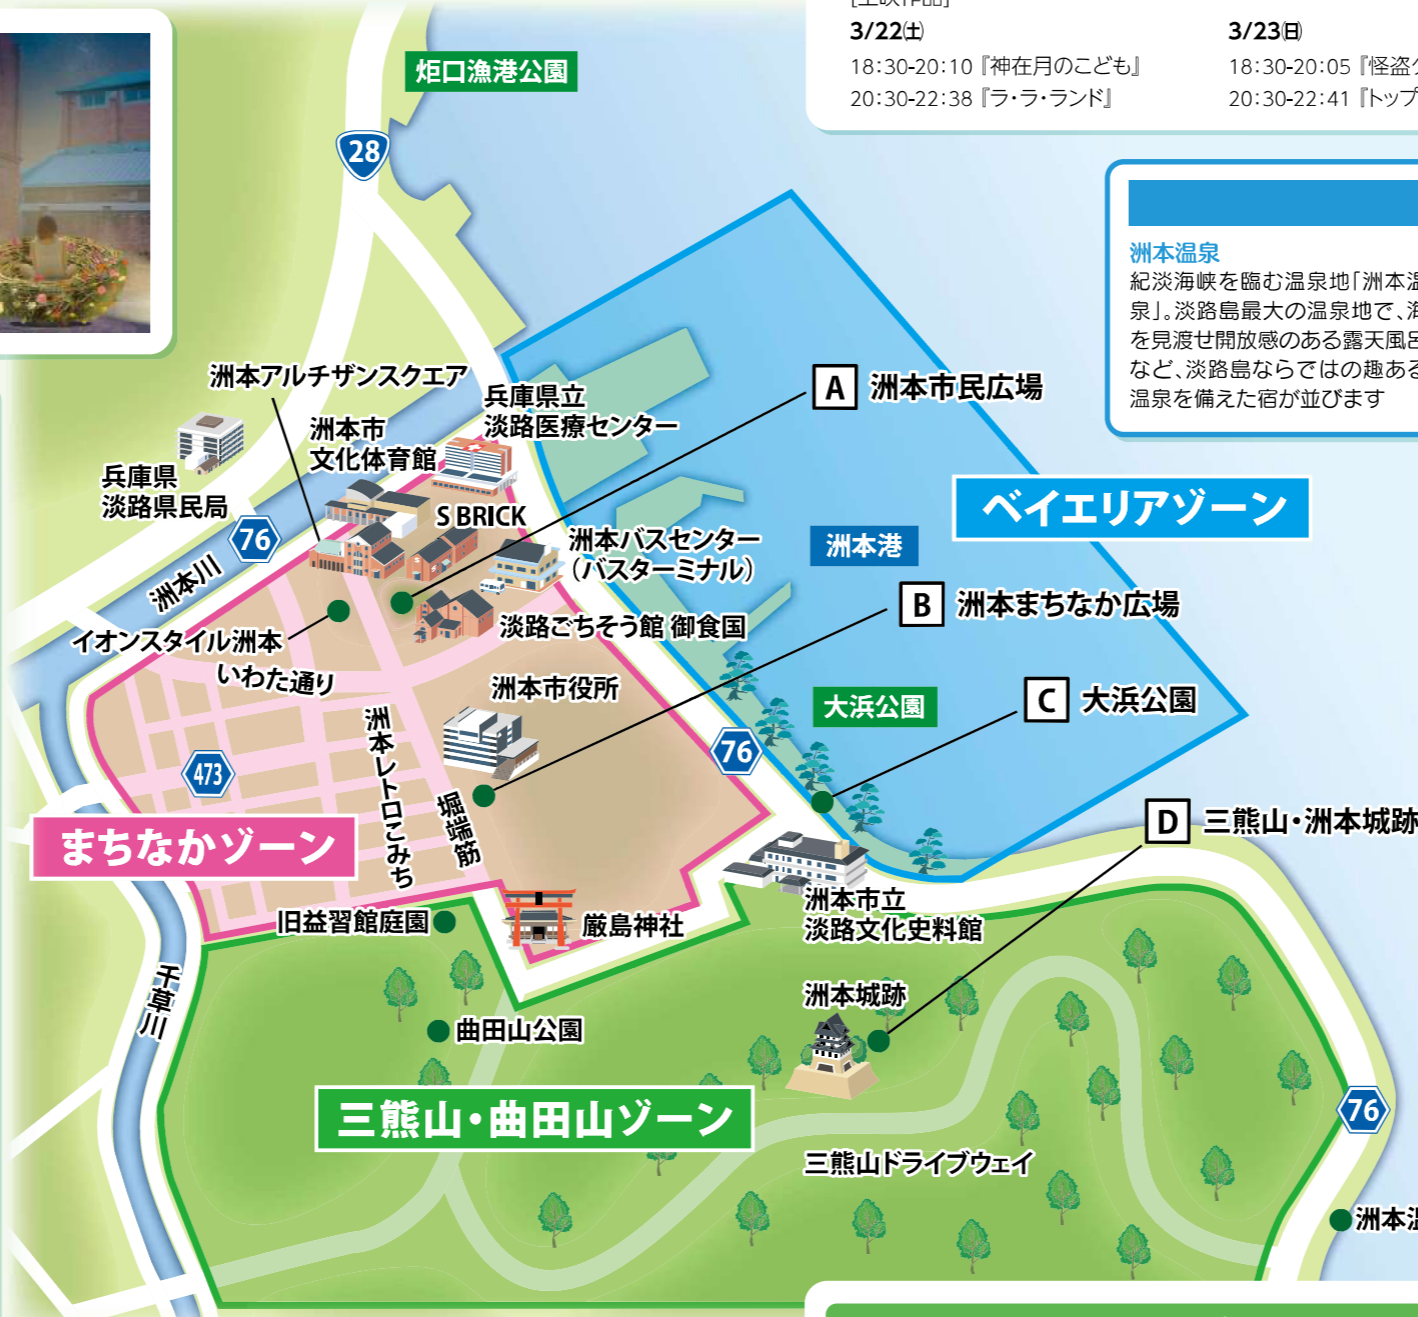 3/22㈯
18:30-20:10『神在月のこども』
20:30-22:38『ラ・ラ・ランド』
3/23㈰
18:30-20:05『怪盗
20:30-22:41『トップ
炬口漁港公園
28
洲本温泉
紀淡海峡を臨む温泉地「洲本温
泉」。淡路島最大の温泉地で、海
を見渡せ開放感のある露天風呂
など、淡路島ならではの趣ある
温泉を備えた宿が並びます
洲本アルチザンスクエア
兵庫県立
淡路医療センター
A 洲本市民広場
洲本市
文化体育館
兵庫県
淡路県民局
S BRICK
ベイエリアゾーン
76
洲本バスセンター
(バスターミナル)
洲本港
洲本川
B 洲本まちなか広場
イオンスタイル洲本
淡路ごちそう館 御食国
いわた通り
洲本市役所
C 大浜公園
大浜公園
洲本レトロこみち
76
473
堀端筋
まちなかゾーン
D 三熊山・洲本城跡
旧益習館庭園
厳島神社
洲本市立
淡路文化史料館
千草川
洲本城跡
曲田山公園
三熊山・曲田山ゾーン
76
三熊山ドライブウェイ
洲本温